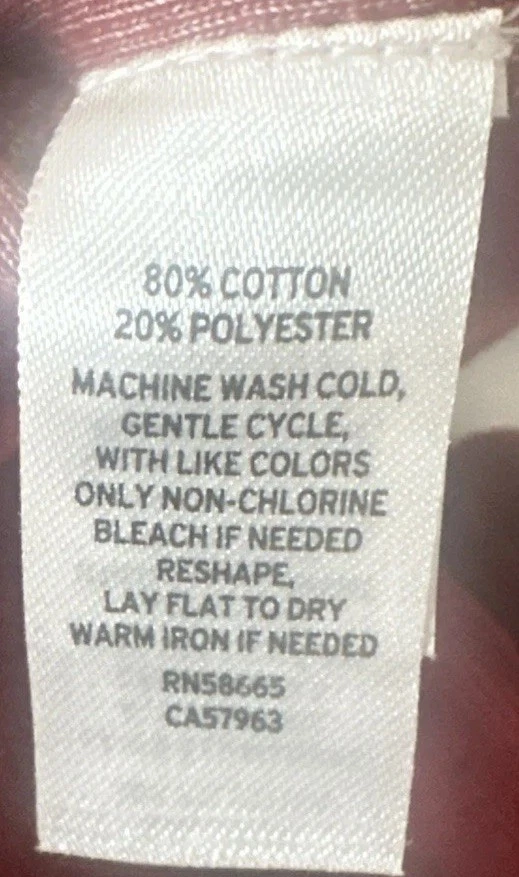 80% COTTON
20% POLYESTER
MACHINE WASH COLD,
GENTLE CYCLE,
WITH LIKE COLORS
ONLY NON-CHLORINE
BLEACH IF NEEDED
RESHAPE,
LAY FLAT TO DRY
WARM IRON IF NEEDED
RN58665
CA57963